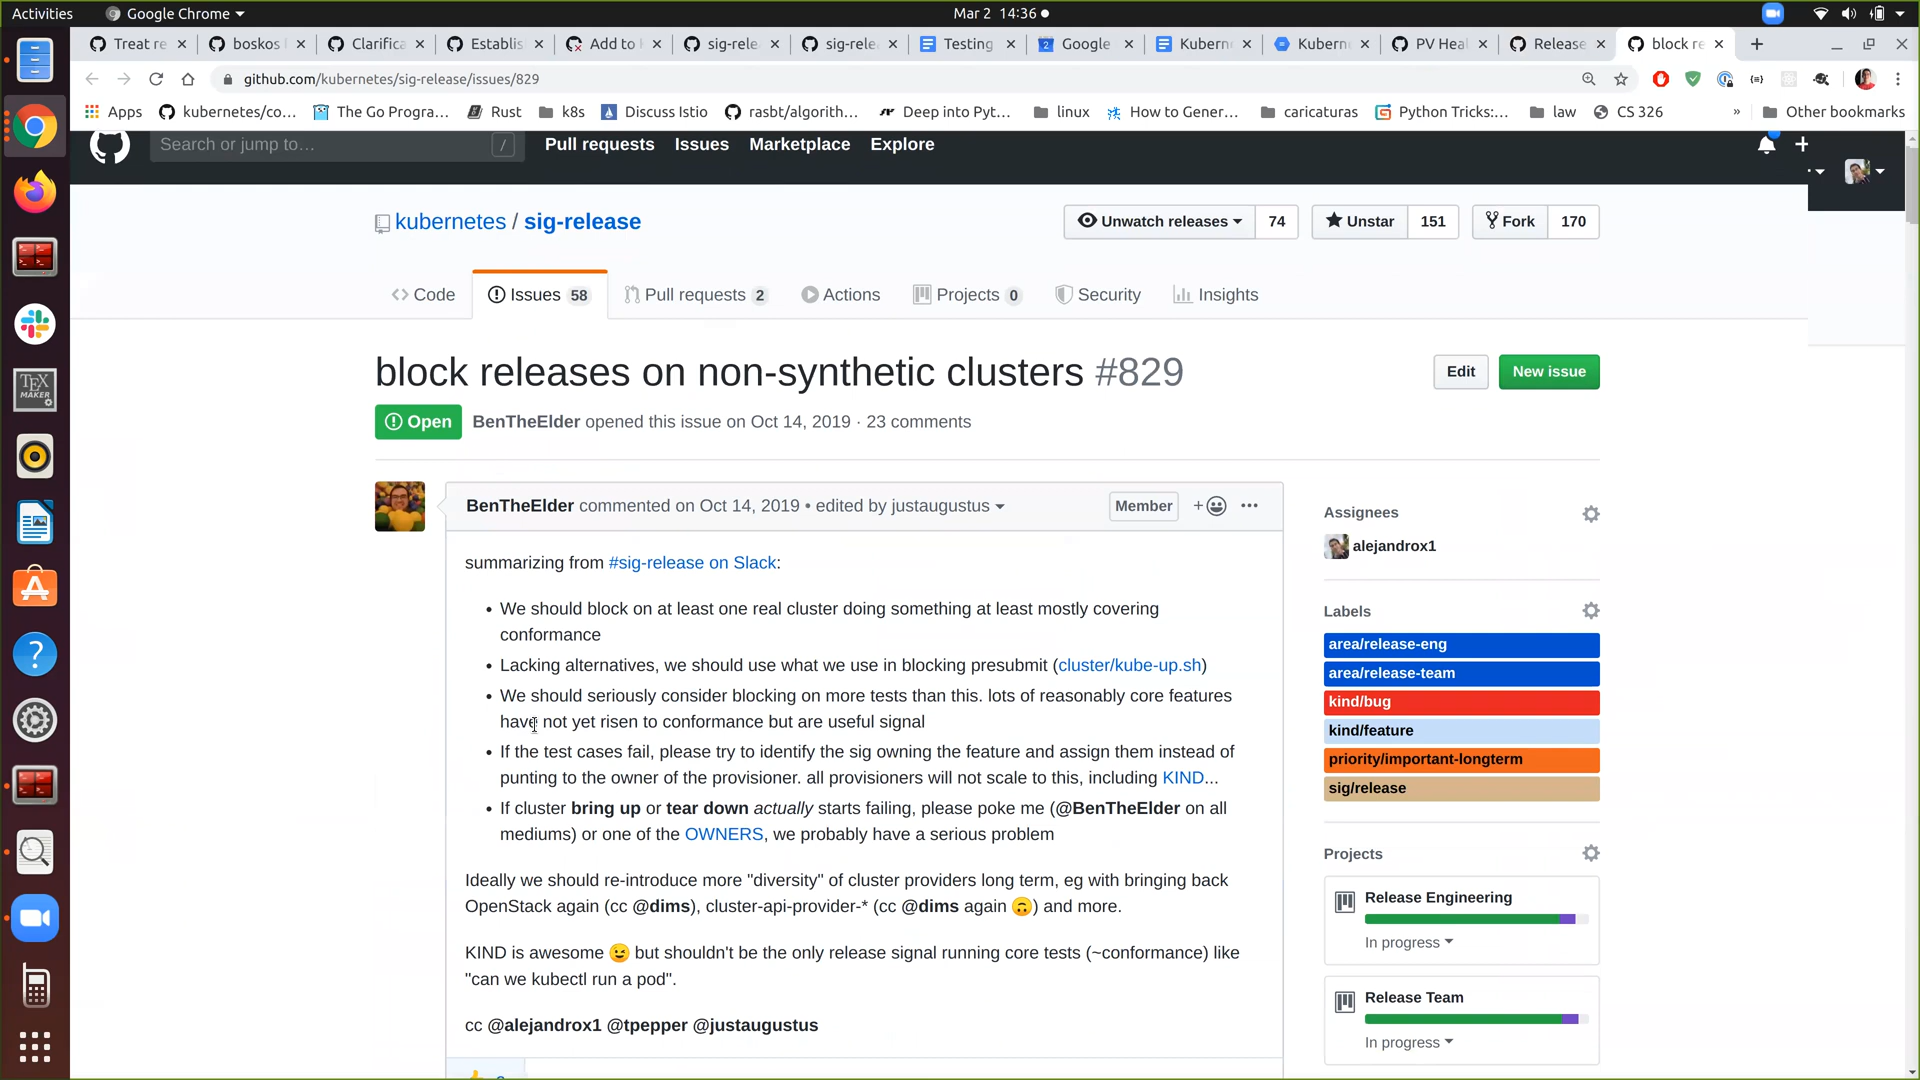 Activities
Google Chrome
Mar 2 14:36
Treat re
boskos
Clarifica
Establis
Add to
sig-rele
sig-rele
Testing
Google
Kubern
Kubern
PV Heal
Release
block re
github.com/kubernetes/sig-release/issues/829
Apps
kubernetes/co...
The Go Progra...
Rust
k8s
Discuss Istio
rasbt/algorith...
Deep into Pyt...
linux
How to Gener...
caricaturas
Python Tricks:...
law
CS 326
»
Other bookmarks
Search or jump to...
/
Pull requests
Issues
Marketplace
Explore
kubernetes / sig-release
Unwatch releases 74
Unstar 151
Fork 170
Code
Issues 58
Pull requests 2
Actions
Projects 0
Security
Insights
block releases on non-synthetic clusters #829
Edit
New issue
Open
BenTheElder opened this issue on Oct 14, 2019 · 23 comments
BenTheElder commented on Oct 14, 2019 • edited by justaugustus
Member
summarizing from #sig-release on Slack:
• We should block on at least one real cluster doing something at least mostly covering
conformance
• Lacking alternatives, we should use what we use in blocking presubmit (cluster/kube-up.sh)
• We should seriously consider blocking on more tests than this. lots of reasonably core features
have not yet risen to conformance but are useful signal
• If the test cases fail, please try to identify the sig owning the feature and assign them instead of
punting to the owner of the provisioner. all provisioners will not scale to this, including KIND...
• If cluster bring up or tear down actually starts failing, please poke me (@BenTheElder on all
mediums) or one of the OWNERS, we probably have a serious problem
Ideally we should re-introduce more "diversity" of cluster providers long term, eg with bringing back
OpenStack again (cc @dims), cluster-api-provider-* (cc @dims again 🙃) and more.
KIND is awesome 😉 but shouldn't be the only release signal running core tests (~conformance) like
"can we kubectl run a pod".
cc @alejandrox1 @tpepper @justaugustus
Assignees
alejandrox1
Labels
area/release-eng
area/release-team
kind/bug
kind/feature
priority/important-longterm
sig/release
Projects
Release Engineering
In progress
Release Team
In progress
TEX
MAKER